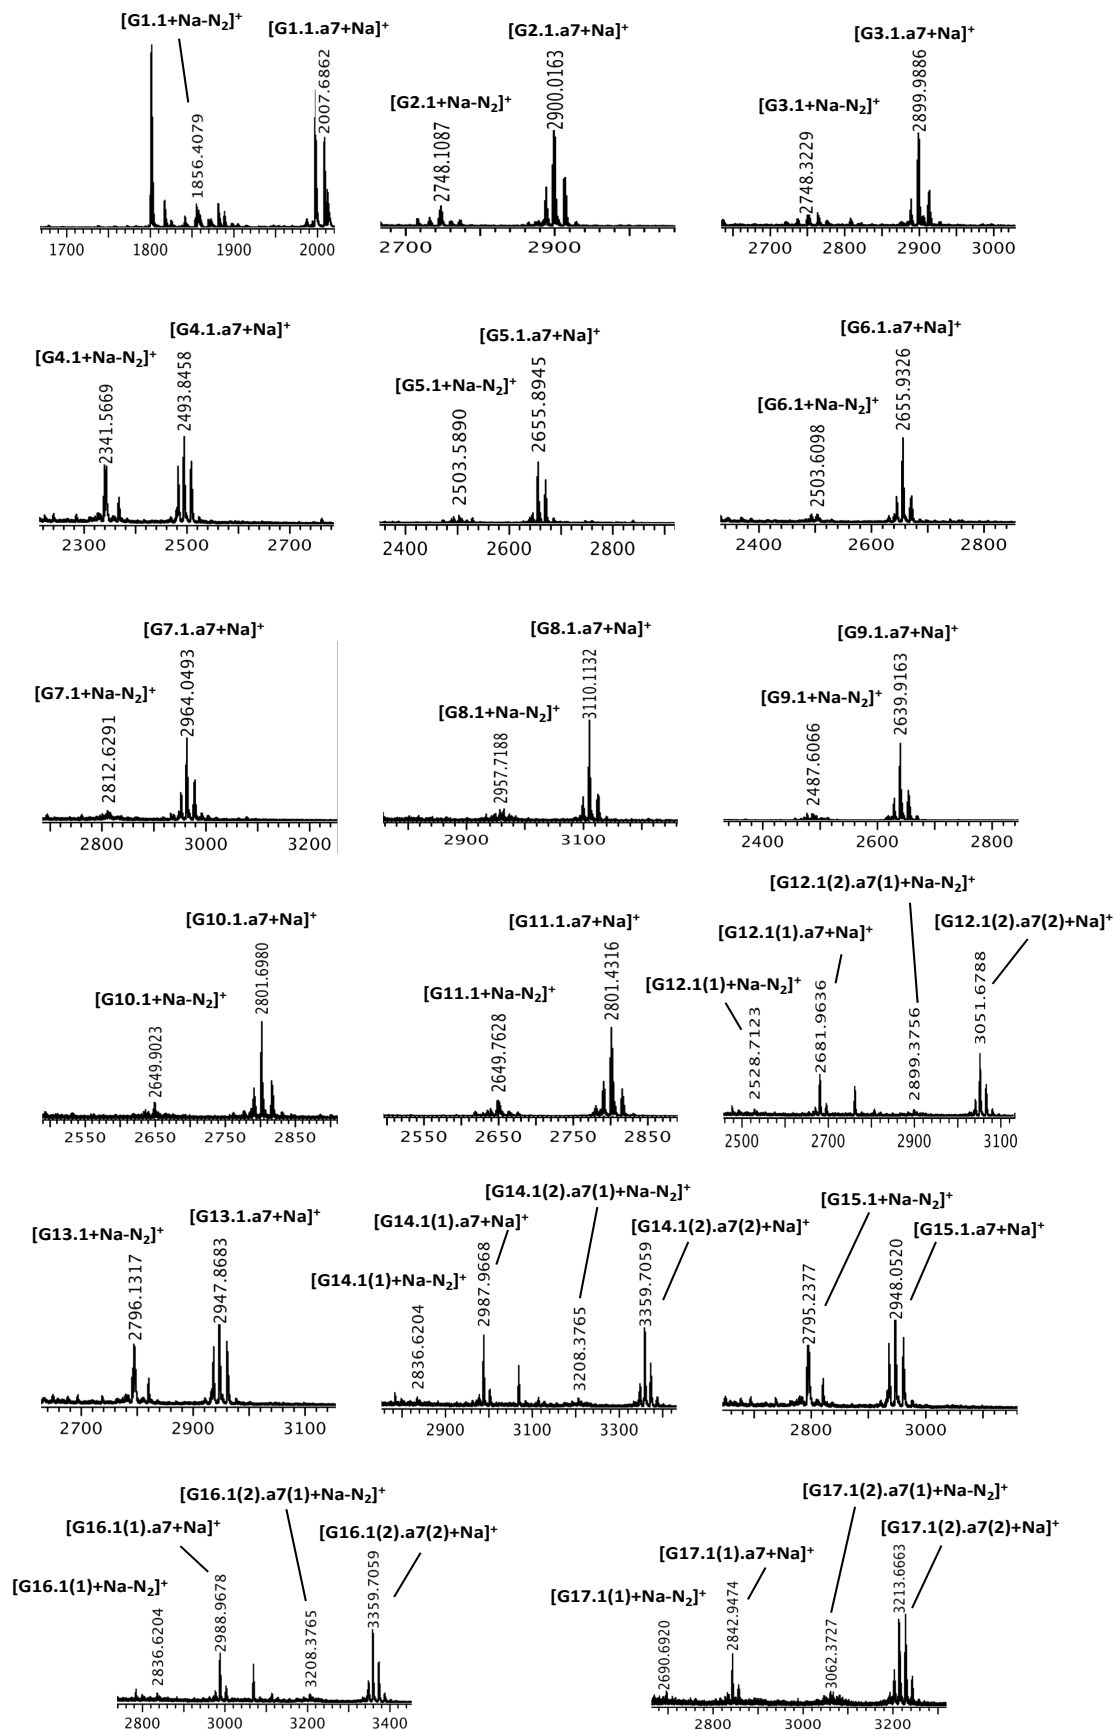 [G1.1+Na-N₂]⁺
[G1.1.a7+Na]⁺
1856.4079
2007.6862
1700 1800 1900 2000
[G2.1.a7+Na]⁺
[G2.1+Na-N₂]⁺
2748.1087
2900.0163
2700 2900
[G3.1.a7+Na]⁺
[G3.1+Na-N₂]⁺
2748.3229
2899.9886
2700 2800 2900 3000
[G4.1.a7+Na]⁺
[G4.1+Na-N₂]⁺
2341.5669
2493.8458
2300 2500 2700
[G5.1.a7+Na]⁺
[G5.1+Na-N₂]⁺
2503.5890
2655.8945
2400 2600 2800
[G6.1.a7+Na]⁺
[G6.1+Na-N₂]⁺
2503.6098
2655.9326
2400 2600 2800
[G7.1.a7+Na]⁺
[G7.1+Na-N₂]⁺
2812.6291
2964.0493
2800 3000 3200
[G8.1.a7+Na]⁺
[G8.1+Na-N₂]⁺
2957.7188
3110.1132
2900 3100
[G9.1.a7+Na]⁺
[G9.1+Na-N₂]⁺
2487.6066
2639.9163
2400 2600 2800
[G10.1.a7+Na]⁺
[G10.1+Na-N₂]⁺
2649.9023
2801.6980
2550 2650 2750 2850
[G11.1.a7+Na]⁺
[G11.1+Na-N₂]⁺
2649.7628
2801.4316
2550 2650 2750 2850
[G12.1(2).a7(1)+Na-N₂]⁺
[G12.1(2).a7(2)+Na]⁺
[G12.1(1).a7+Na]⁺
[G12.1(1)+Na-N₂]⁺
2528.7123
2681.9636
2899.3756
3051.6788
2500 2700 2900 3100
[G13.1.a7+Na]⁺
[G13.1+Na-N₂]⁺
2796.1317
2947.8683
2700 2900 3100
[G14.1(2).a7(1)+Na-N₂]⁺
[G14.1(1).a7+Na]⁺
[G14.1(2).a7(2)+Na]⁺
[G14.1(1)+Na-N₂]⁺
2836.6204
2987.9668
3208.3765
3359.7059
2900 3100 3300
[G15.1+Na-N₂]⁺
[G15.1.a7+Na]⁺
2795.2377
2948.0520
2800 3000
[G16.1(2).a7(1)+Na-N₂]⁺
[G16.1(1).a7+Na]⁺
[G16.1(2).a7(2)+Na]⁺
[G16.1(1)+Na-N₂]⁺
2836.6204
2988.9678
3208.3765
3359.7059
2800 3000 3200 3400
[G17.1(2).a7(1)+Na-N₂]⁺
[G17.1(2).a7(2)+Na]⁺
[G17.1(1).a7+Na]⁺
[G17.1(1)+Na-N₂]⁺
2690.6920
2842.9474
3062.3727
3213.6663
2800 3000 3200